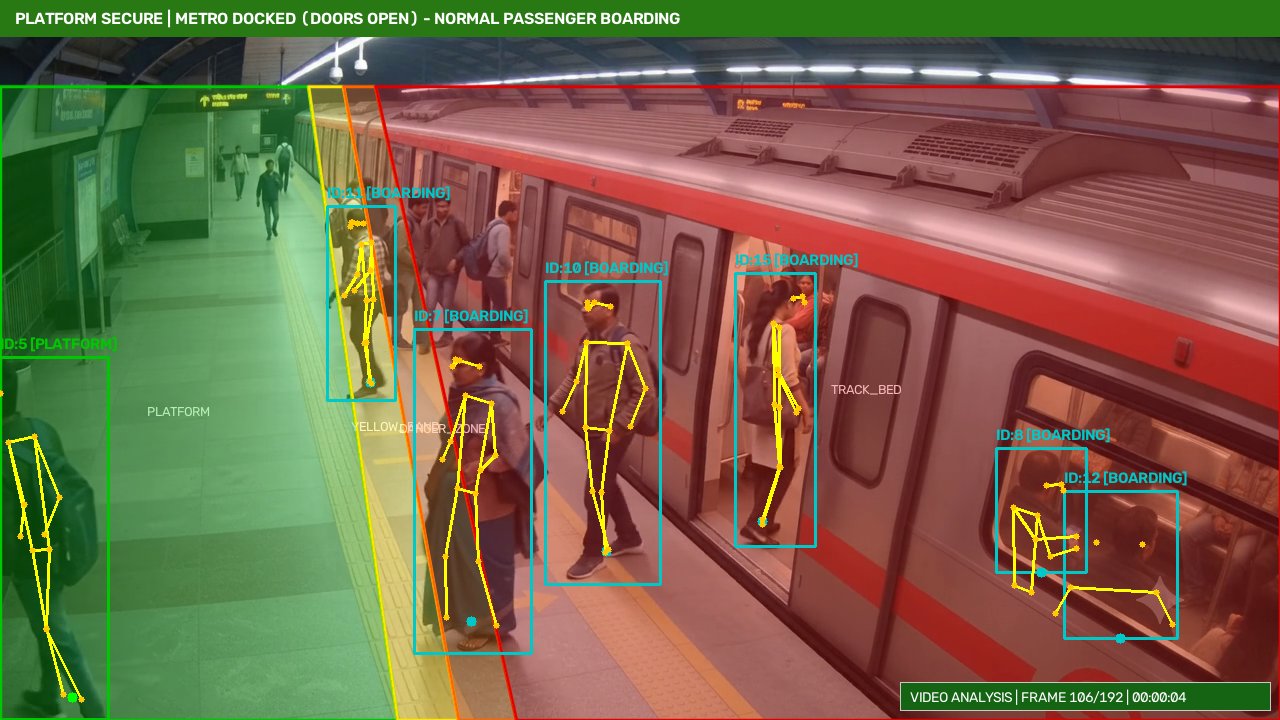 PLATFORM SECURE | METRO DOCKED (DOORS OPEN) - NORMAL PASSENGER BOARDING
ID:11 [BOARDING]
ID:15 [BOARDING]
ID:10 [BOARDING]
ID:7 [BOARDING]
ID:5 [PLATFORM]
TRACK_BED
PLATFORM
YELLOW_BAND
DANGER_ZONE
ID:8 [BOARDING]
ID:12 [BOARDING]
VIDEO ANALYSIS | FRAME 106/192 | 00:00:04